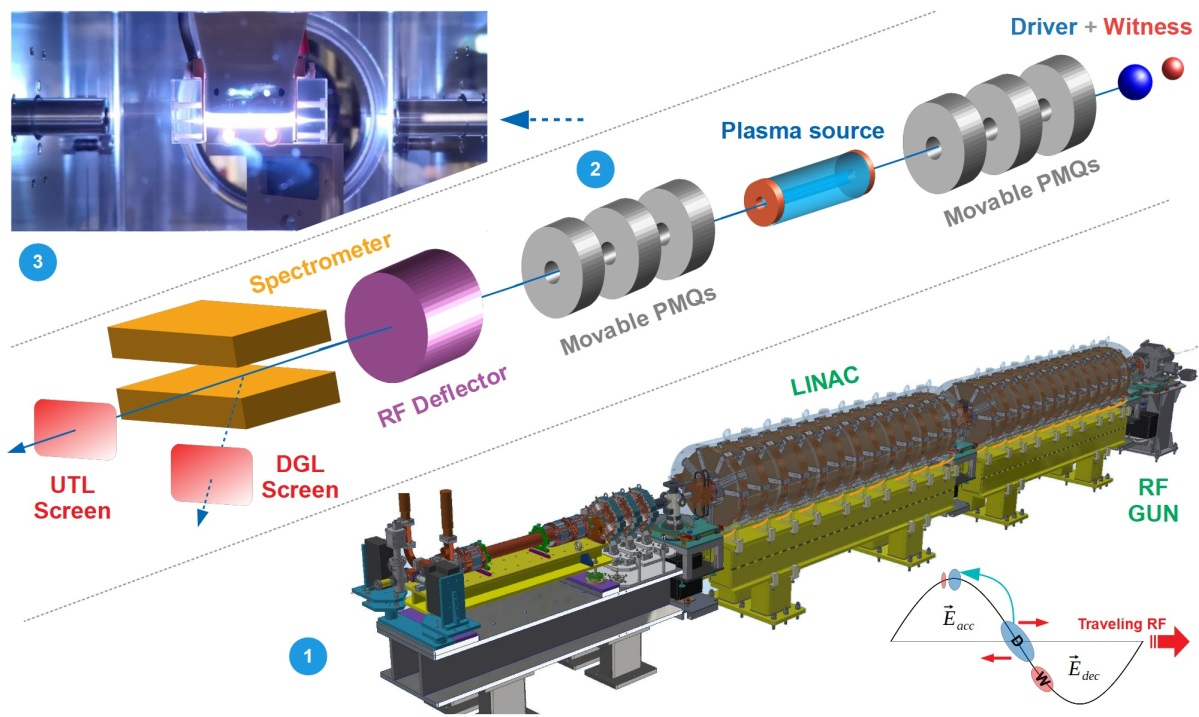 Driver + Witness
Plasma source
2
Movable PMQs
3
Spectrometer
Movable PMQs
RF Deflector
LINAC
UTL
Screen
DGL
Screen
RF
GUN
1
E⃗acc
D
Traveling RF
W
E⃗dec